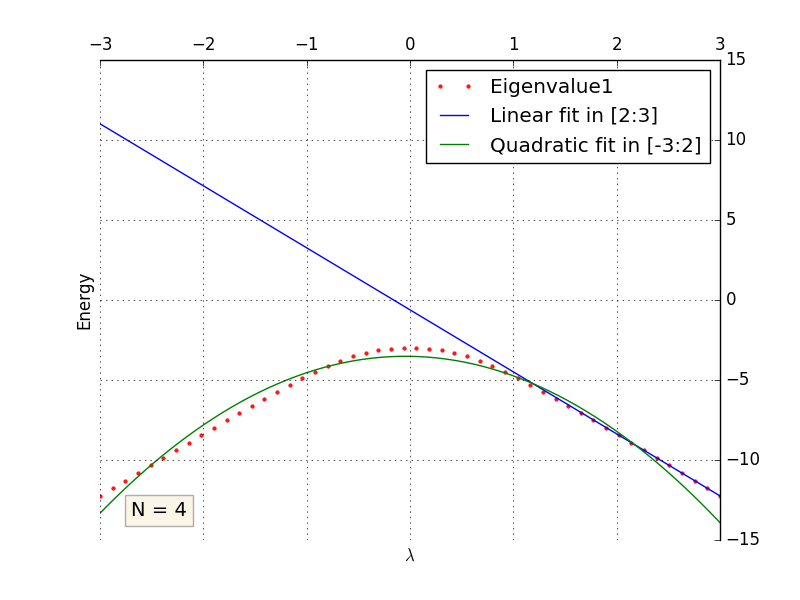 −3 −2 −1 0 1 2 3
15
Eigenvalue1
Linear fit in [2:3]
Quadratic fit in [-3:2]
10
5
Energy
0
−5
−10
N = 4
−15
λ